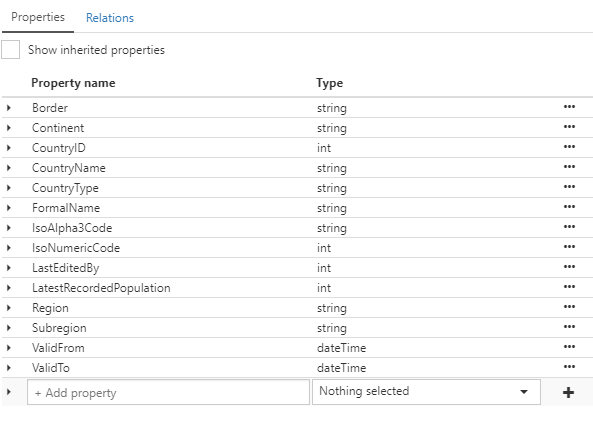 Properties Relations
Show inherited properties
Property name Type
Border string •••
Continent string •••
CountryID int •••
CountryName string •••
CountryType string •••
FormalName string •••
IsoAlpha3Code string •••
IsoNumericCode int •••
LastEditedBy int •••
LatestRecordedPopulation int •••
Region string •••
Subregion string •••
ValidFrom dateTime •••
ValidTo dateTime •••
+ Add property Nothing selected +